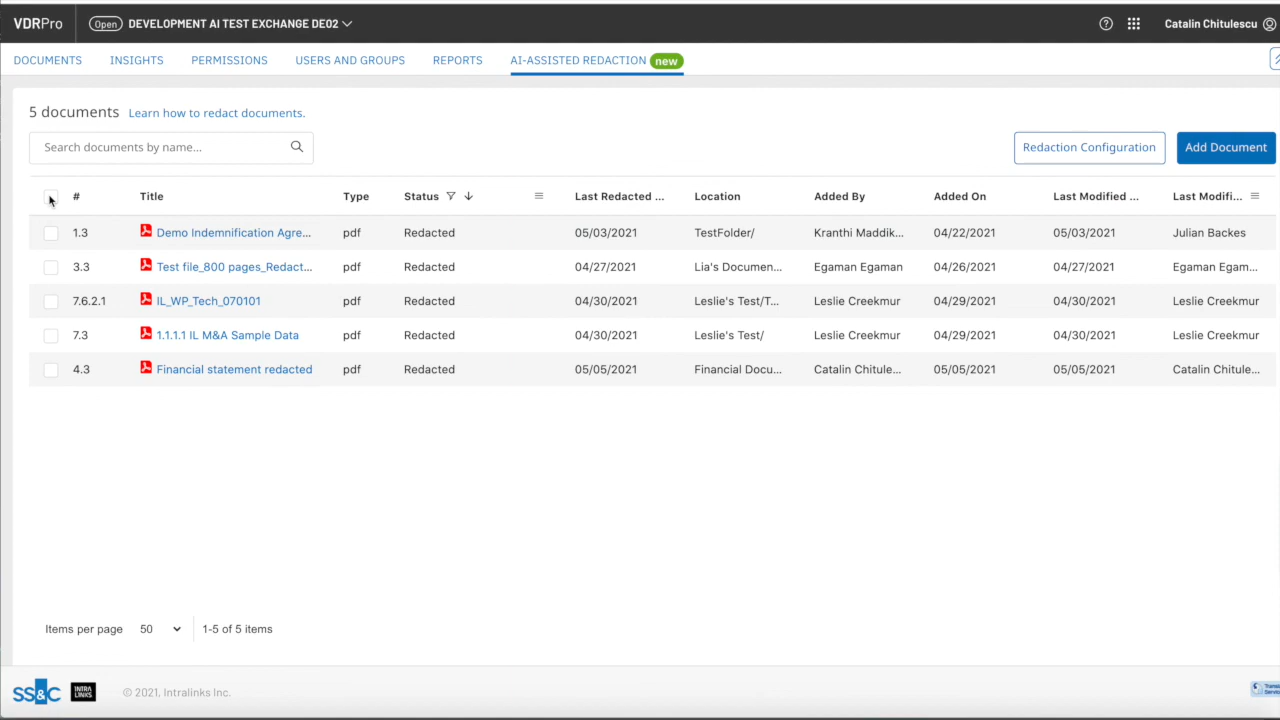 VDRPro Open DEVELOPMENT AI TEST EXCHANGE DE02 Catalin Chitulescu
DOCUMENTS INSIGHTS PERMISSIONS USERS AND GROUPS REPORTS AI-ASSISTED REDACTION new
5 documents Learn how to redact documents.
Search documents by name... Redaction Configuration Add Document
# Title Type Status Last Redacted ... Location Added By Added On Last Modified ... Last Modifi...
1.3 Demo Indemnification Agre... pdf Redacted 05/03/2021 TestFolder/ Kranthi Maddik... 04/22/2021 05/03/2021 Julian Backes
3.3 Test file_800 pages_Redact... pdf Redacted 04/27/2021 Lia's Documen... Egaman Egaman 04/26/2021 04/27/2021 Egaman Egam...
7.6.2.1 IL_WP_Tech_070101 pdf Redacted 04/30/2021 Leslie's Test/T... Leslie Creekmur 04/29/2021 04/30/2021 Leslie Creekmur
7.3 1.1.1.1 IL M&A Sample Data pdf Redacted 04/30/2021 Leslie's Test/ Leslie Creekmur 04/29/2021 04/30/2021 Leslie Creekmur
4.3 Financial statement redacted pdf Redacted 05/05/2021 Financial Docu... Catalin Chitule... 05/05/2021 05/05/2021 Catalin Chitule...
Items per page 50 1-5 of 5 items
SS&C INTRA LINKS © 2021, Intralinks Inc.